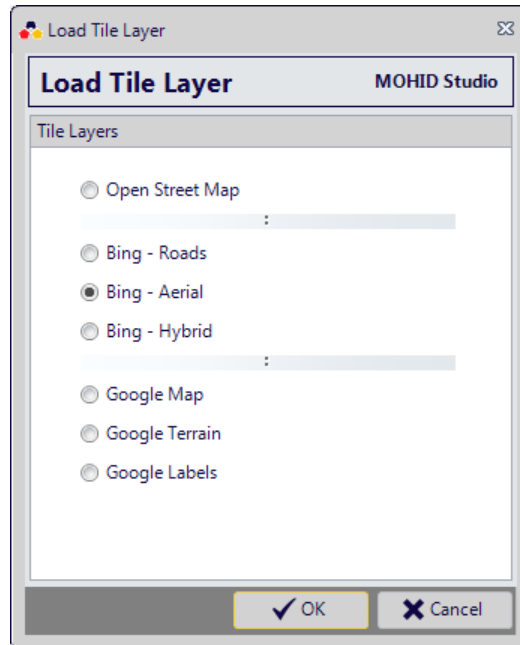 Load Tile Layer
Load Tile Layer MOHID Studio
Tile Layers
Open Street Map
Bing - Roads
Bing - Aerial
Bing - Hybrid
Google Map
Google Terrain
Google Labels
OK Cancel